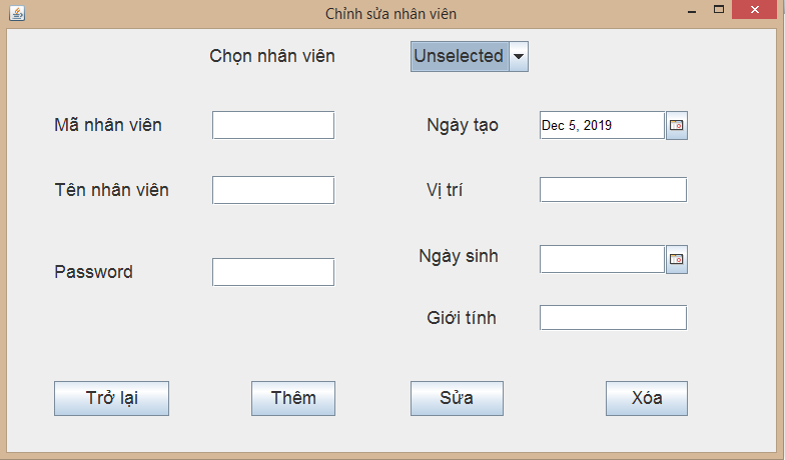 Chỉnh sửa nhân viên
Chọn nhân viên Unselected
Mã nhân viên Ngày tạo Dec 5, 2019
Tên nhân viên Vị trí
Ngày sinh
Password
Giới tính
Trở lại Thêm Sửa Xóa